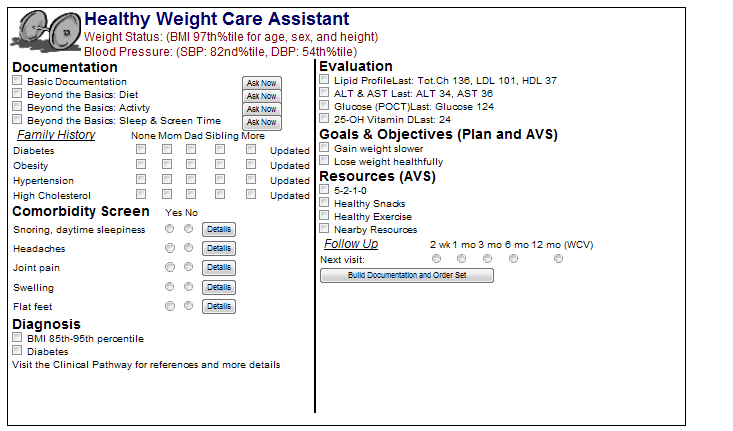 Healthy Weight Care Assistant
Weight Status: (BMI 97th%tile for age, sex, and height)
Blood Pressure: (SBP: 82nd%tile, DBP: 54th%tile)
Documentation
Basic Documentation Ask Now
Beyond the Basics: Diet Ask Now
Beyond the Basics: Activty Ask Now
Beyond the Basics: Sleep & Screen Time Ask Now
Family History None Mom Dad Sibling More
Diabetes Updated
Obesity Updated
Hypertension Updated
High Cholesterol Updated
Comorbidity Screen Yes No
Snoring, daytime sleepiness Details
Headaches Details
Joint pain Details
Swelling Details
Flat feet Details
Diagnosis
BMI 85th-95th percentile
Diabetes
Visit the Clinical Pathway for references and more details
Evaluation
Lipid ProfileLast: Tot.Ch 136, LDL 101, HDL 37
ALT & AST Last: ALT 34, AST 36
Glucose (POCT)Last: Glucose 124
25-OH Vitamin DLast: 24
Goals & Objectives (Plan and AVS)
Gain weight slower
Lose weight healthfully
Resources (AVS)
5-2-1-0
Healthy Snacks
Healthy Exercise
Nearby Resources
Follow Up 2 wk 1 mo 3 mo 6 mo 12 mo (WCV)
Next visit:
Build Documentation and Order Set